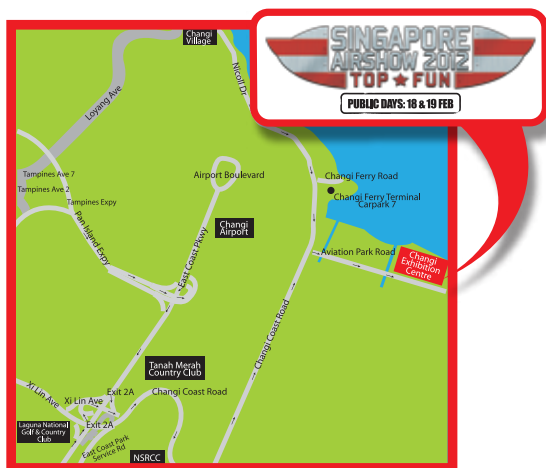 SINGAPORE
AIRSHOW 2012
TOP ★ FUN
PUBLIC DAYS: 18 & 19 FEB
Changi
Village
Nicoll Dr
Loyang Ave
Tampines Ave 7
Tampines Ave 2
Tampines Expy
Pan Island Expy
Airport Boulevard
Changi Ferry Road
Changi Ferry Terminal
Carpark 7
Changi
Airport
East Coast Pkwy
Aviation Park Road
Changi
Exhibition
Centre
Changi Coast Road
Tanah Merah
Country Club
Xi Lin Ave
Xi Lin Ave
Exit 2A
Changi Coast Road
Laguna National
Golf & Country
Club
Exit 2A
East Coast Park
Service Rd
NSRCC